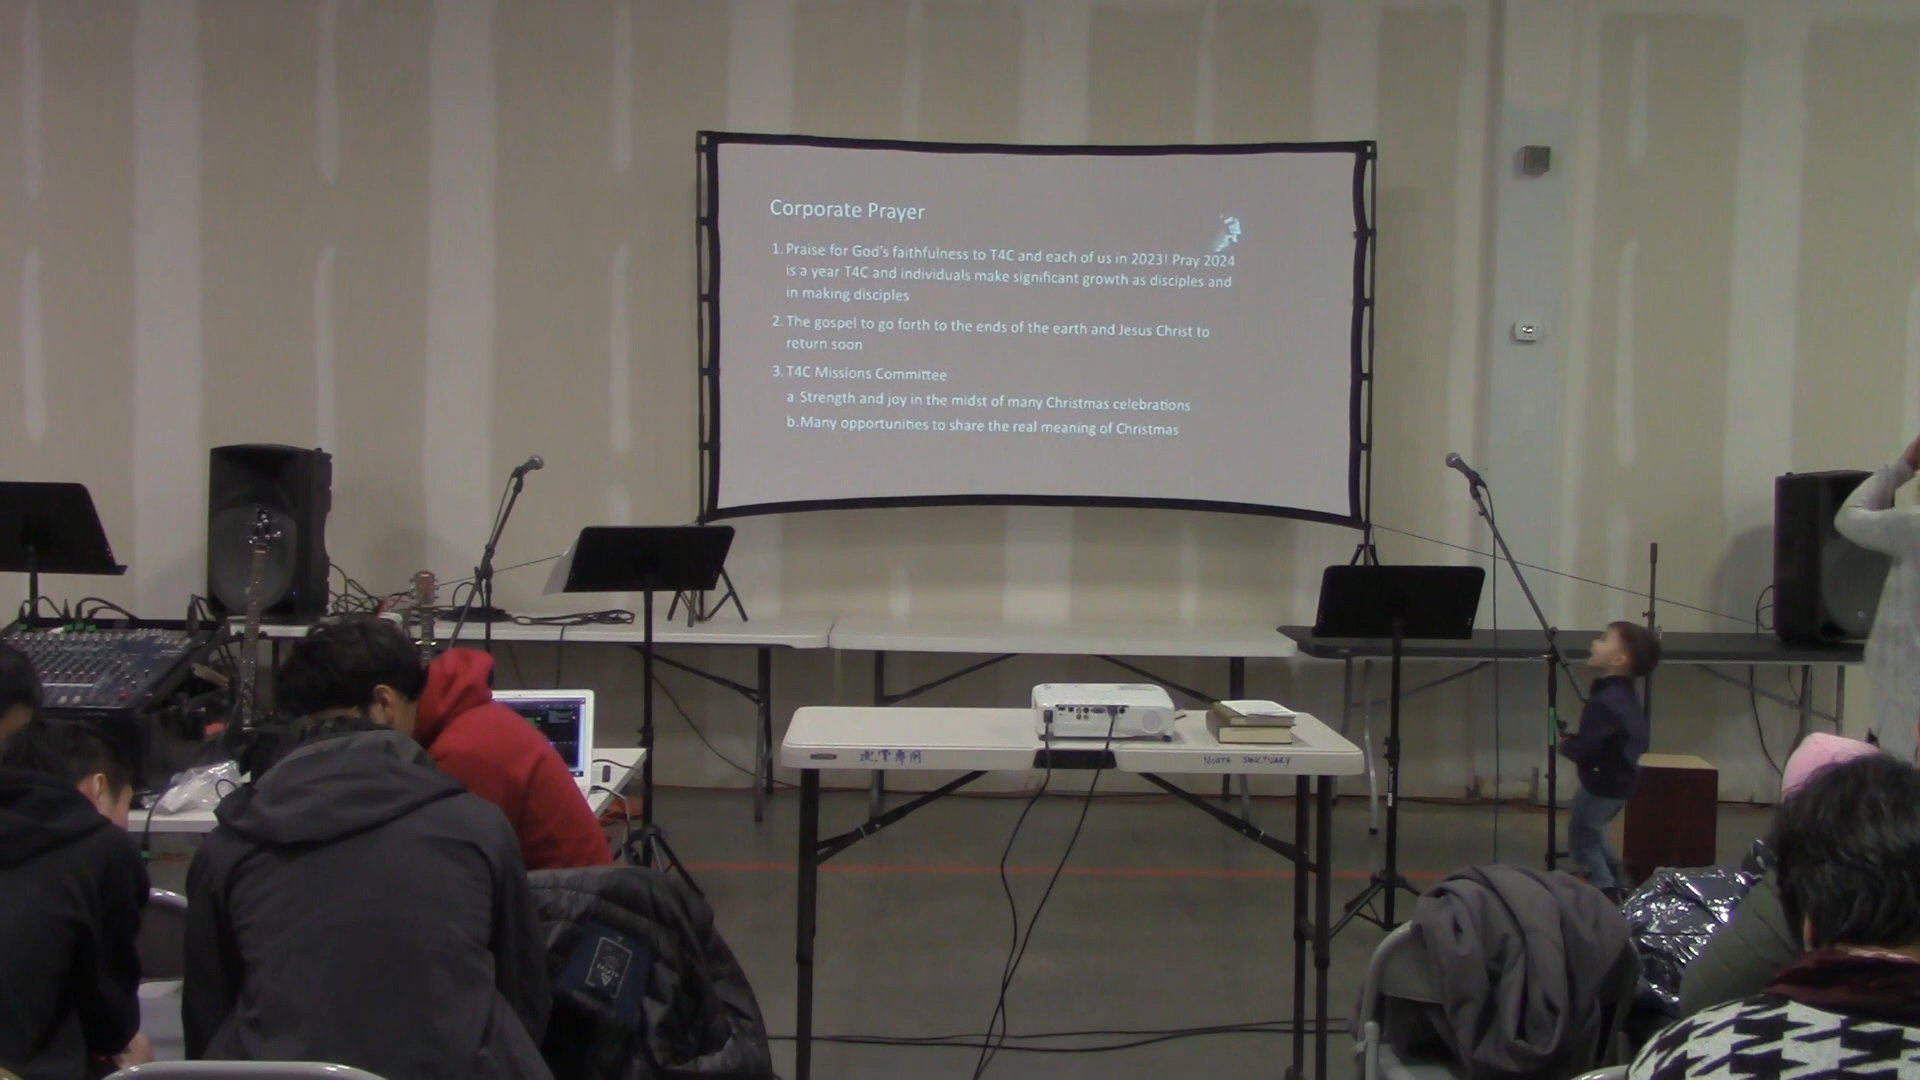 Corporate Prayer
1. Praise for God's faithfulness to T4C and each of us in 2023! Pray 2024
is a year T4C and individuals make significant growth as disciples and
in making disciples
2. The gospel to go forth to the ends of the earth and Jesus Christ to
return soon
3. T4C Missions Committee
a. Strength and joy in the midst of many Christmas celebrations
b. Many opportunities to share the real meaning of Christmas
NORTH SANCTUARY